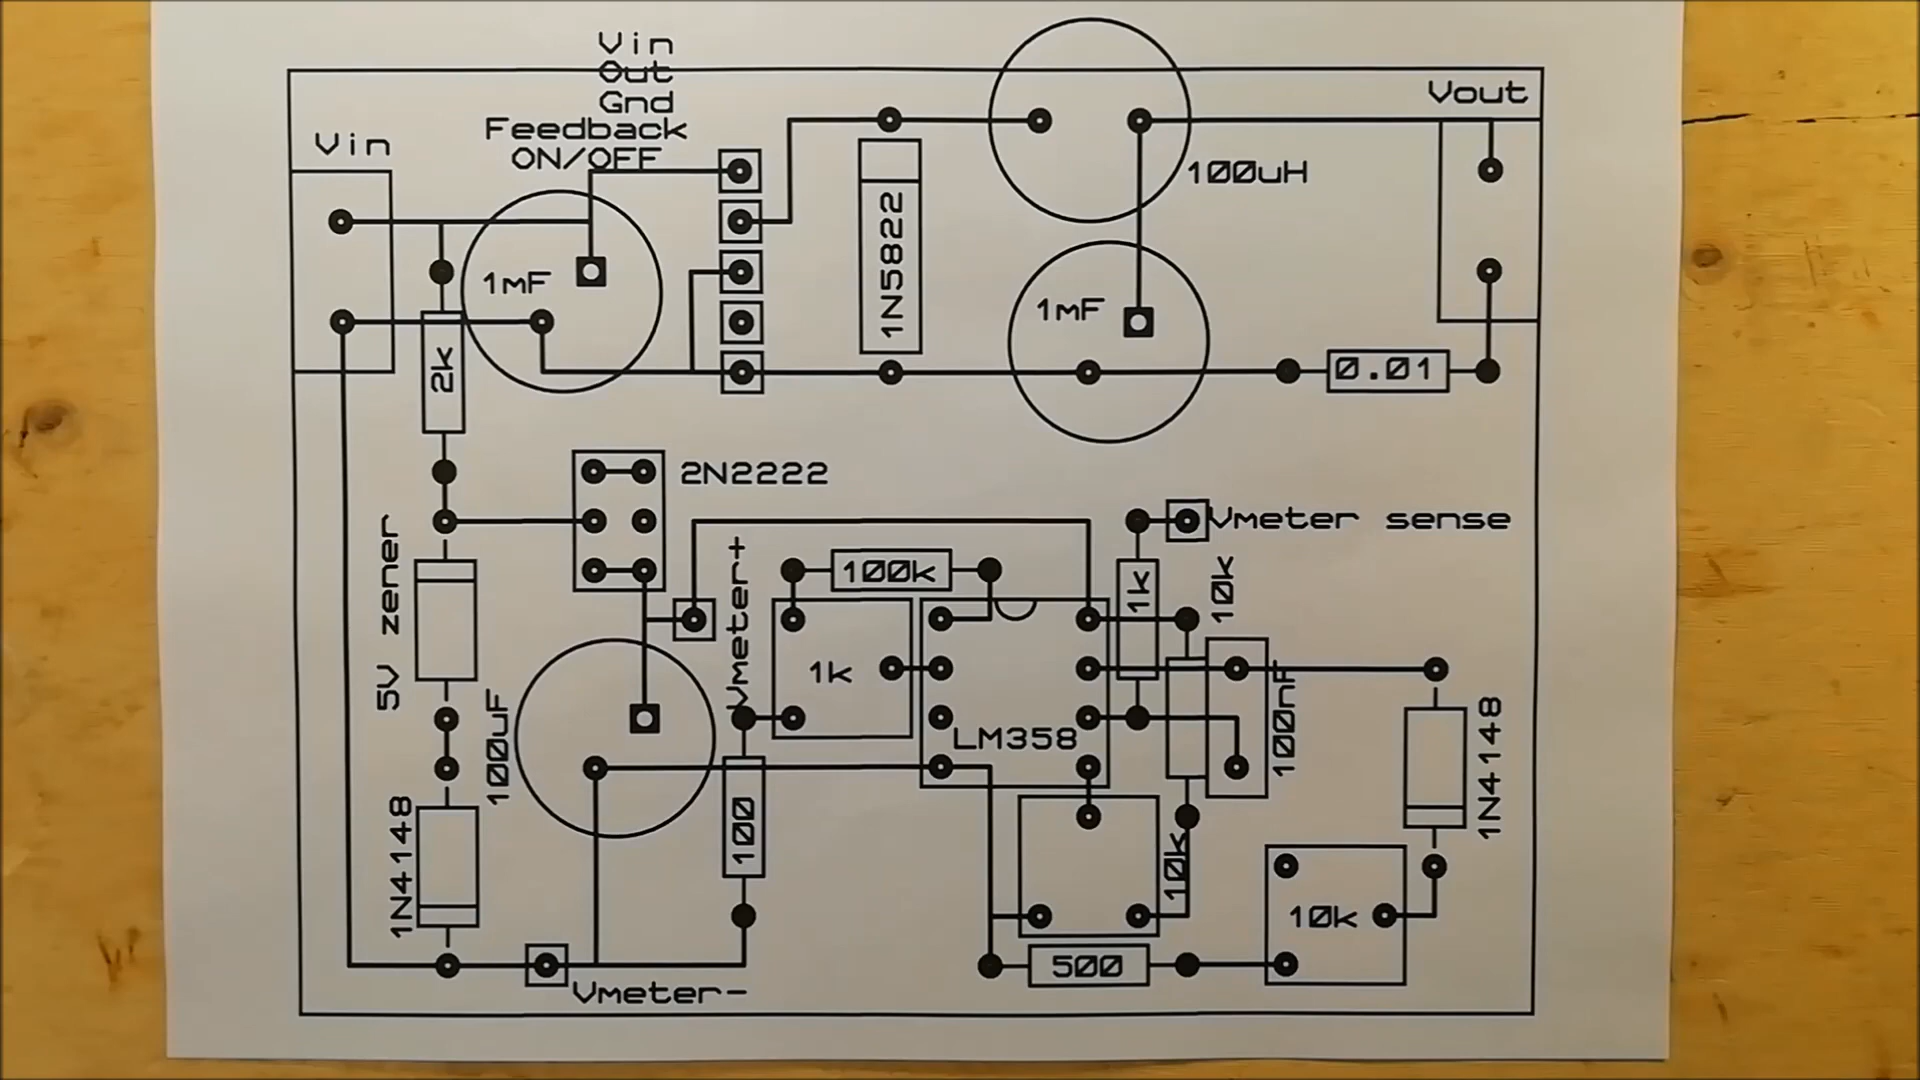 Vin
Out
Gnd
Feedback
ON/OFF
Vin
Vout
100uH
1mF
1N5822
1mF
2k
0.01
2N2222
Vmeter sense
5V zener
Vmeter+
100k
1k
10k
1k
100uF
LM358
100nF
1N4148
1N4148
100
10k
10k
500
Vmeter-